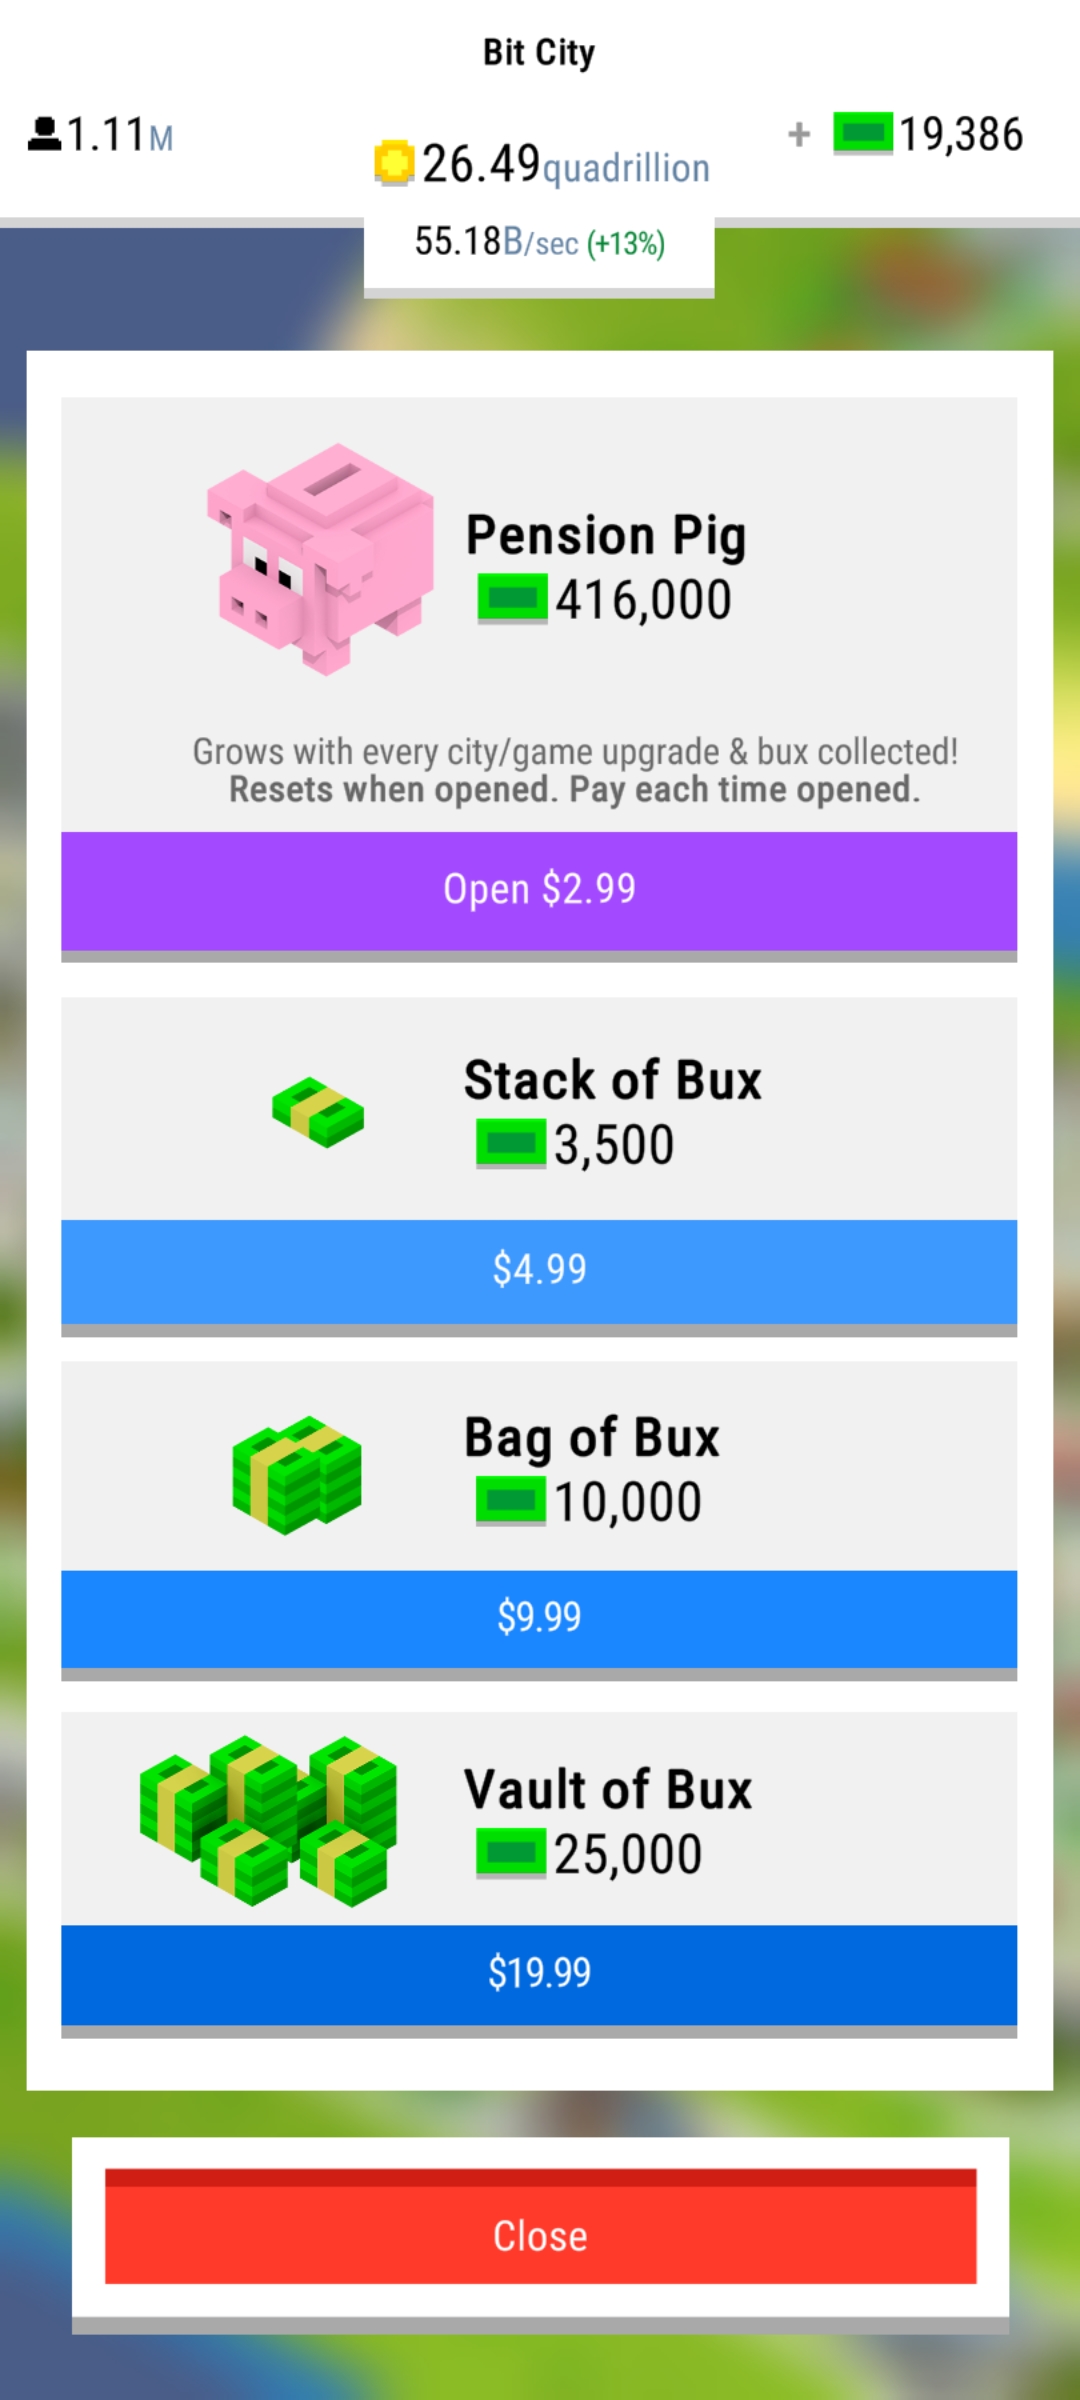 Bit City
1.11M
+ 19,386
26.49quadrillion
55.18B/sec (+13%)
Pension Pig
416,000
Grows with every city/game upgrade & bux collected!
Resets when opened. Pay each time opened.
Open $2.99
Stack of Bux
3,500
$4.99
Bag of Bux
10,000
$9.99
Vault of Bux
25,000
$19.99
Close